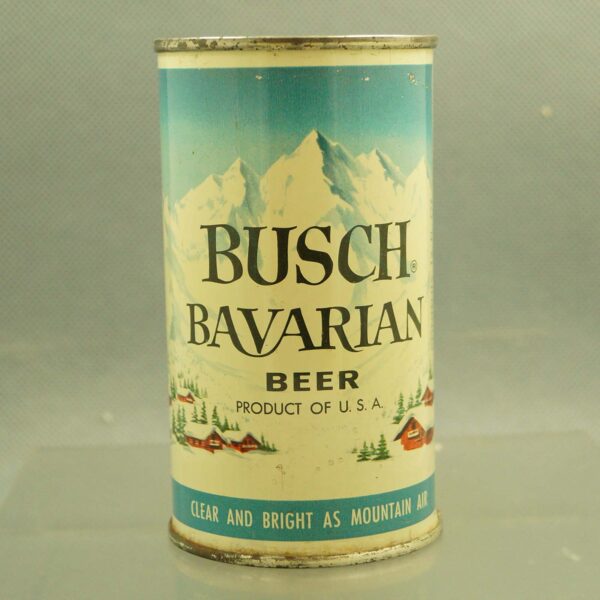 BUSCH®
BAVARIAN
BEER
PRODUCT OF U.S.A.
CLEAR AND BRIGHT AS MOUNTAIN AIR